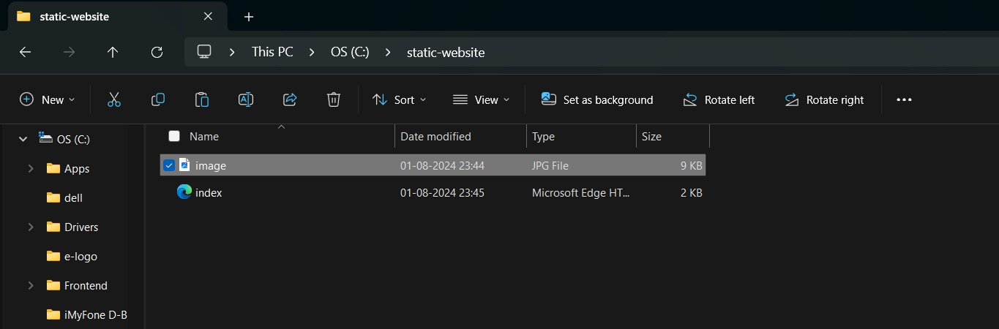 static-website
This PC > OS (C:) > static-website
New Sort View Set as background Rotate left Rotate right
OS (C:)
Apps
dell
Drivers
e-logo
Frontend
iMyFone D-B
Name Date modified Type Size
image 01-08-2024 23:44 JPG File 9 KB
index 01-08-2024 23:45 Microsoft Edge HT... 2 KB